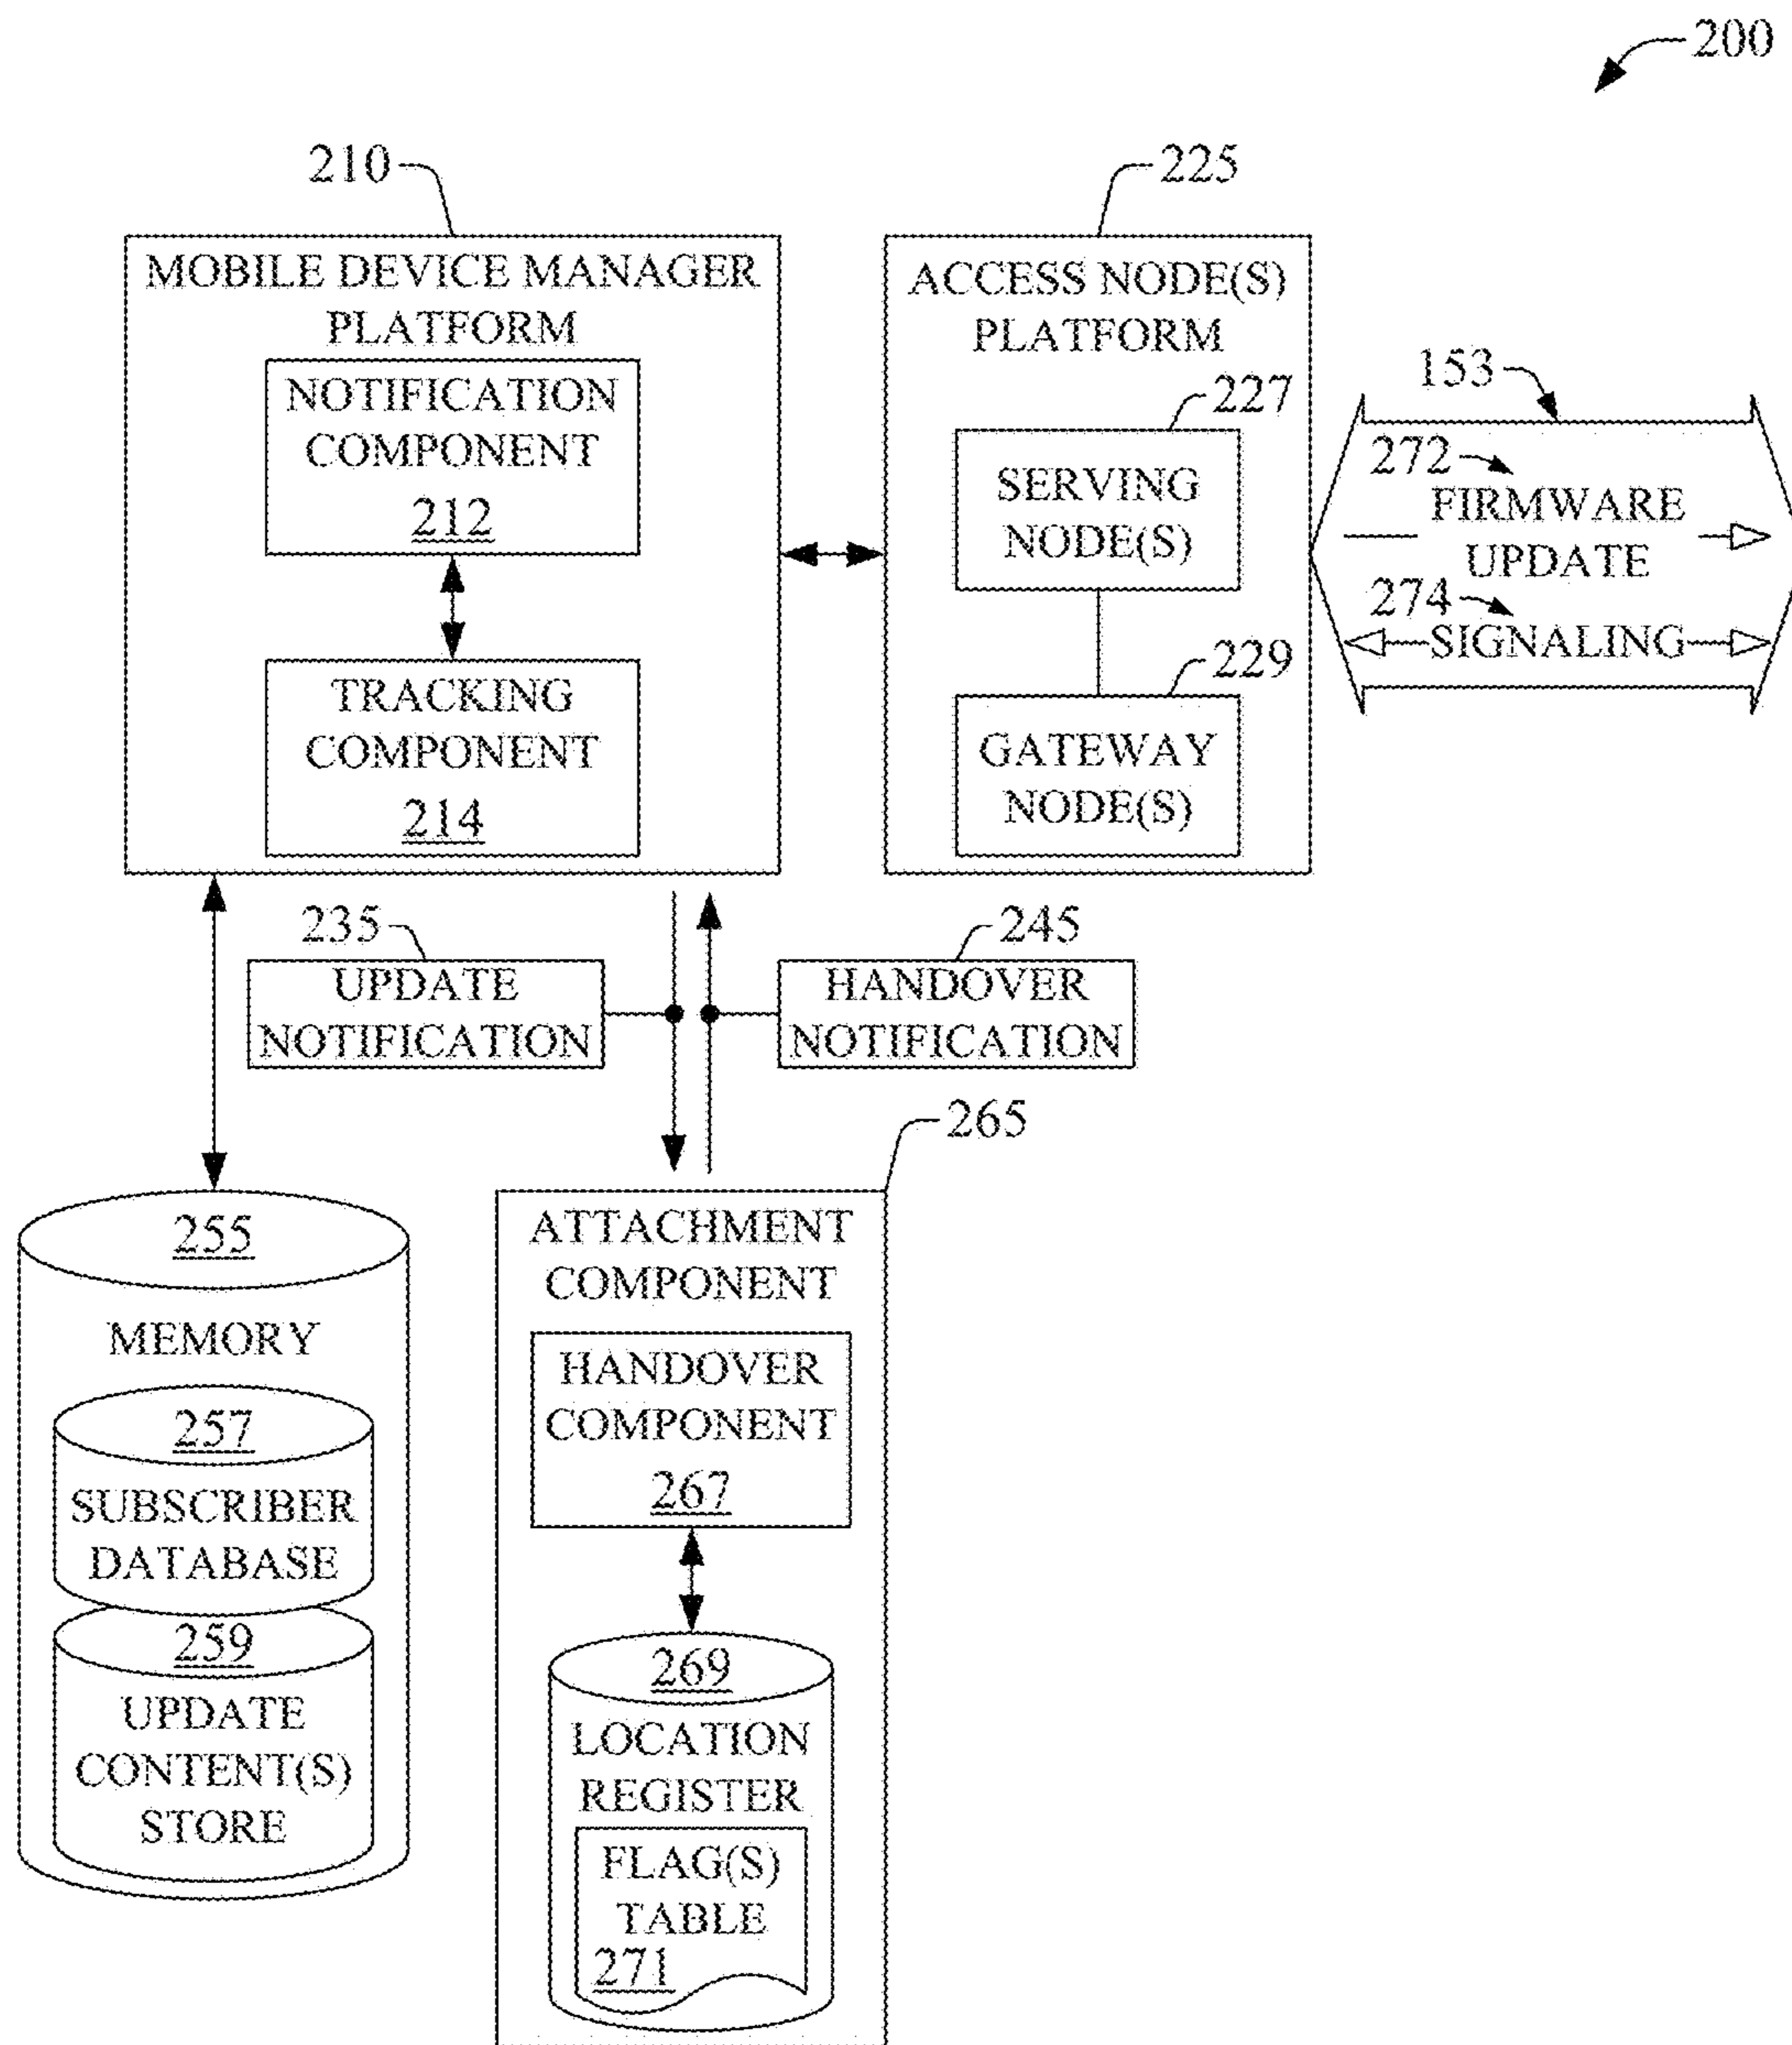 200
210
225
MOBILE DEVICE MANAGER
PLATFORM
NOTIFICATION
COMPONENT
212
TRACKING
COMPONENT
214
ACCESS NODE(S)
PLATFORM
227
SERVING
NODE(S)
229
GATEWAY
NODE(S)
153
272
FIRMWARE
UPDATE
274
SIGNALING
235
UPDATE
NOTIFICATION
245
HANDOVER
NOTIFICATION
255
MEMORY
257
SUBSCRIBER
DATABASE
259
UPDATE
CONTENT(S)
STORE
265
ATTACHMENT
COMPONENT
HANDOVER
COMPONENT
267
269
LOCATION
REGISTER
FLAG(S)
TABLE
271